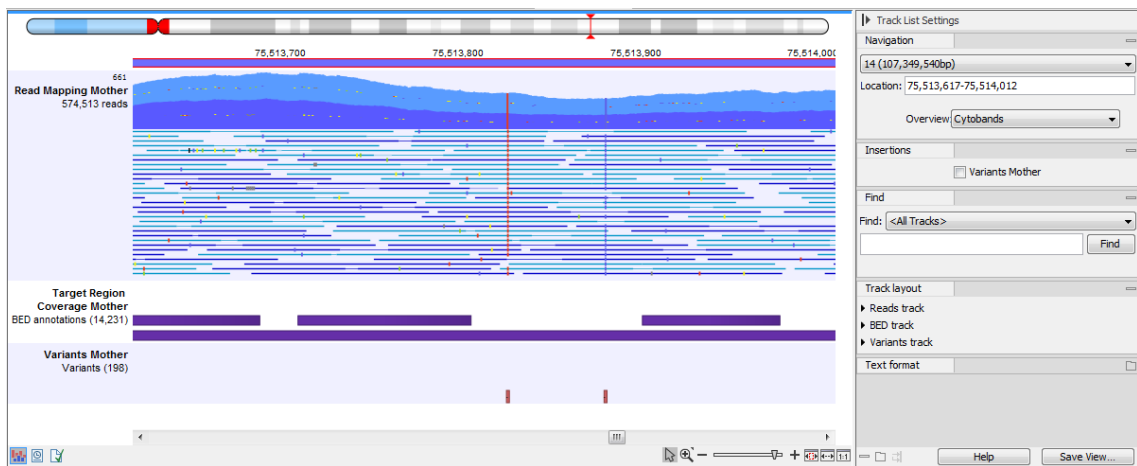 75,513,700
75,513,800
75,513,900
75,514,000
661
Read Mapping Mother
574,513 reads
Target Region
Coverage Mother
BED annotations (14,231)
Variants Mother
Variants (198)
1:1
Track List Settings
Navigation
14 (107,349,540bp)
Location: 75,513,617-75,514,012
Overview: Cytobands
Insertions
Variants Mother
Find
Find: <All Tracks>
Find
Track layout
Reads track
BED track
Variants track
Text format
Help
Save View...